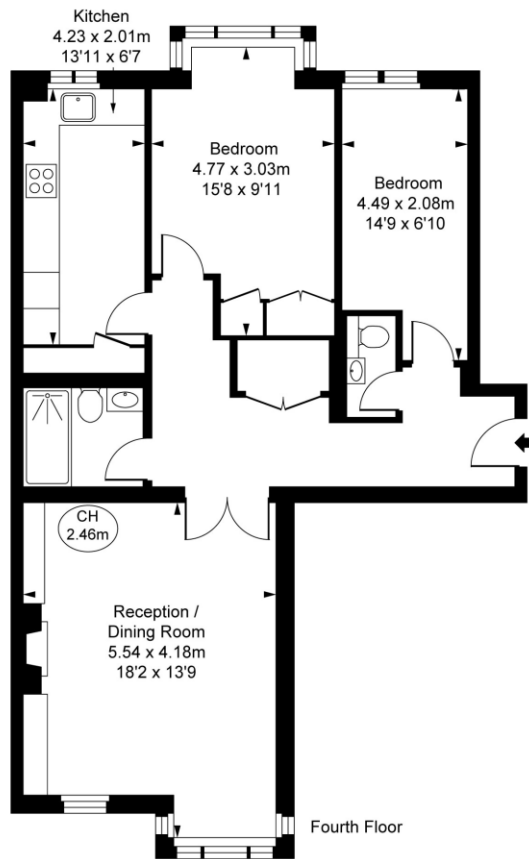 Kitchen
4.23 x 2.01m
13'11 x 6'7
Bedroom
4.77 x 3.03m
15'8 x 9'11
Bedroom
4.49 x 2.08m
14'9 x 6'10
CH
2.46m
Reception /
Dining Room
5.54 x 4.18m
18'2 x 13'9
Fourth Floor